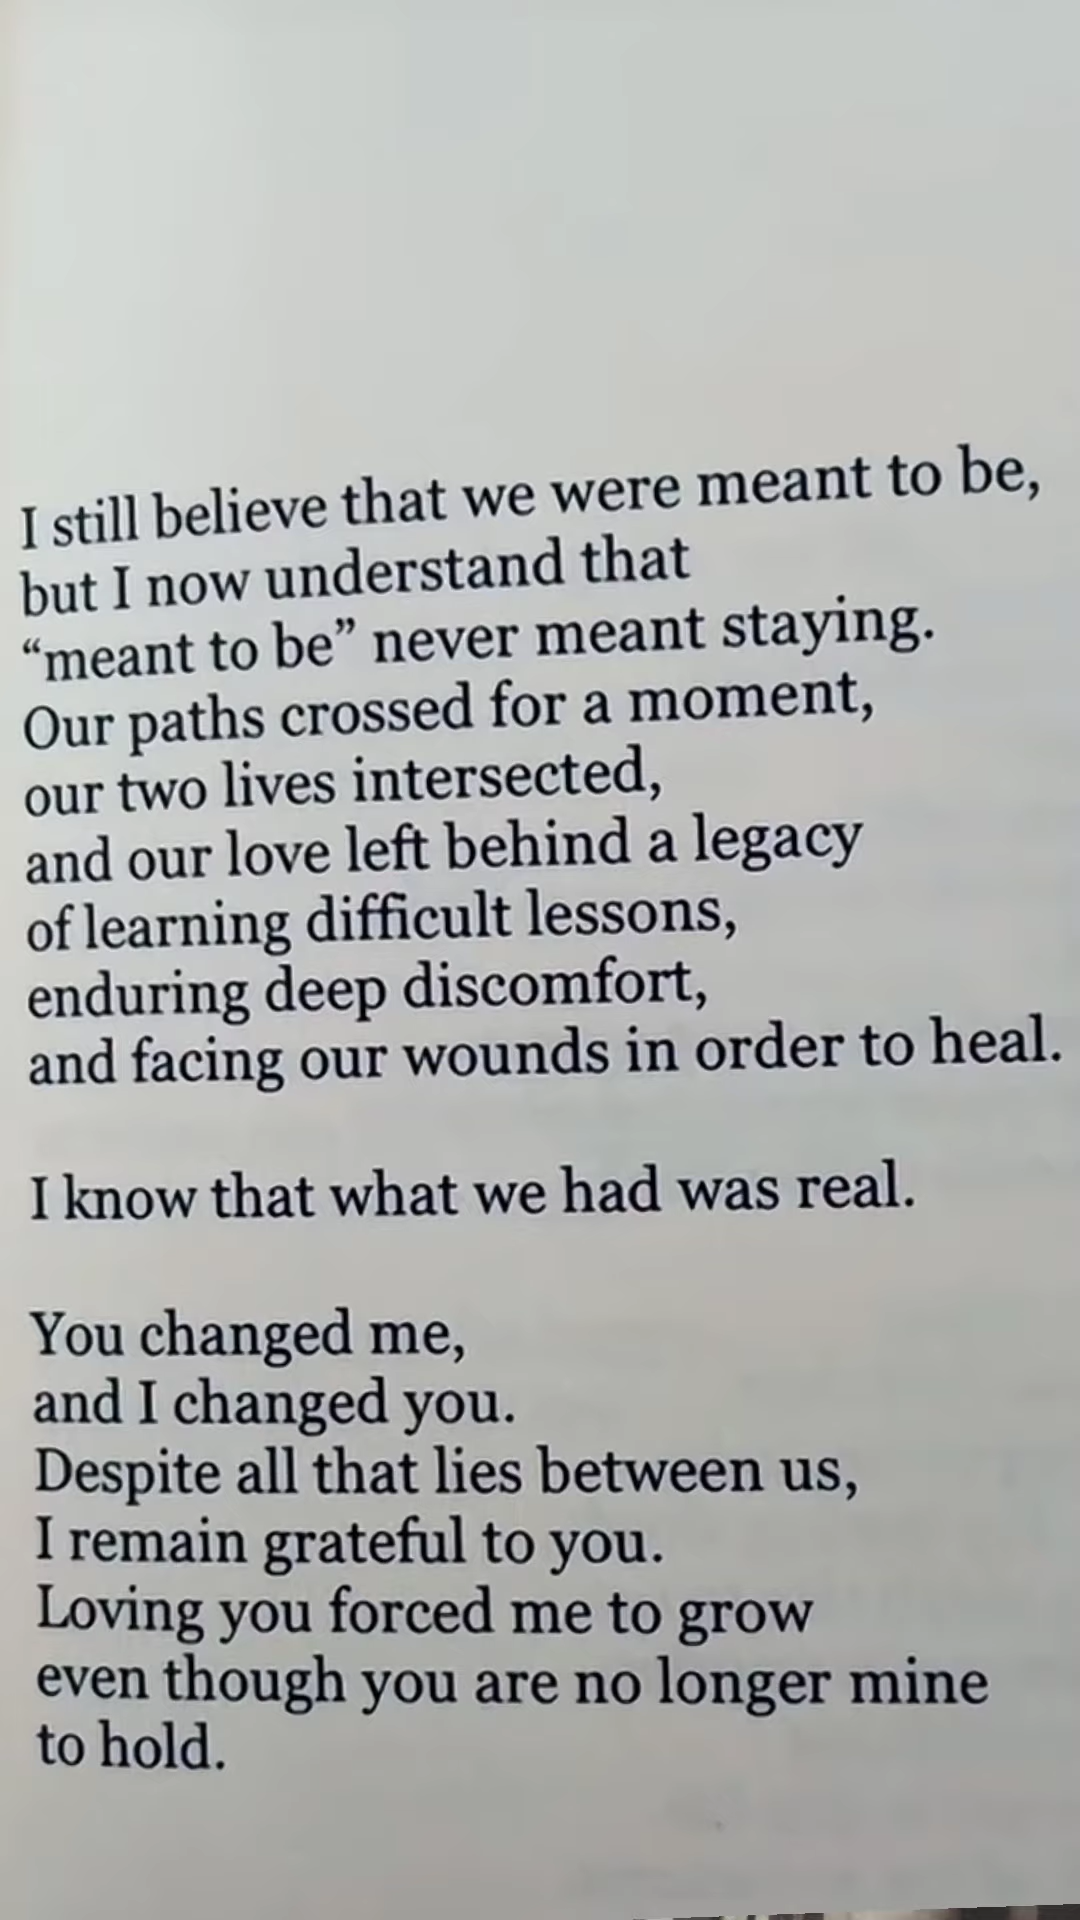 I still believe that we were meant to be,
but I now understand that
“meant to be” never meant staying.
Our paths crossed for a moment,
our two lives intersected,
and our love left behind a legacy
of learning difficult lessons,
enduring deep discomfort,
and facing our wounds in order to heal.
I know that what we had was real.
You changed me,
and I changed you.
Despite all that lies between us,
I remain grateful to you.
Loving you forced me to grow
even though you are no longer mine
to hold.